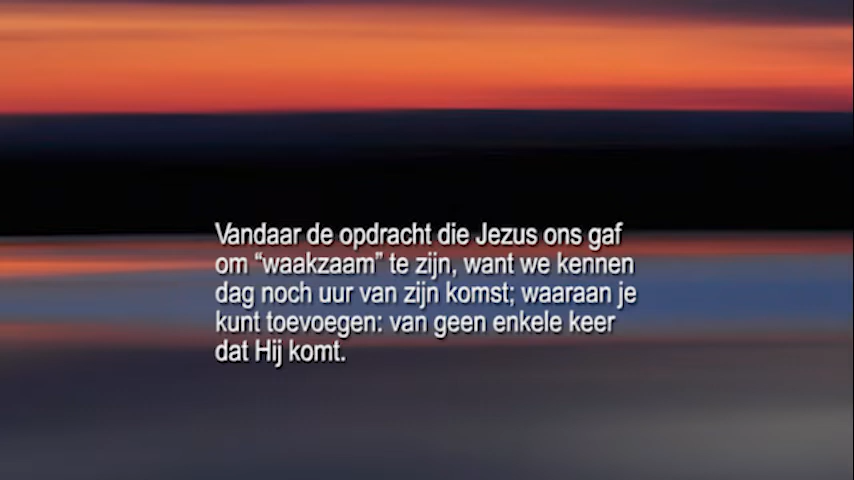 Vandaar de opdracht die Jezus ons gaf
om “waakzaam” te zijn, want we kennen
dag noch uur van zijn komst; waaraan je
kunt toevoegen: van geen enkele keer
dat Hij komt.